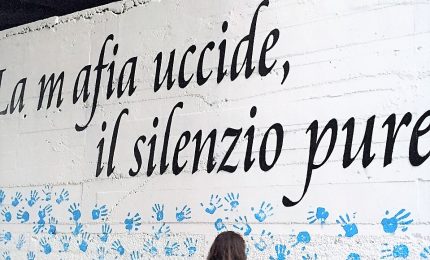 La mafia uccide,
il silenzio pure